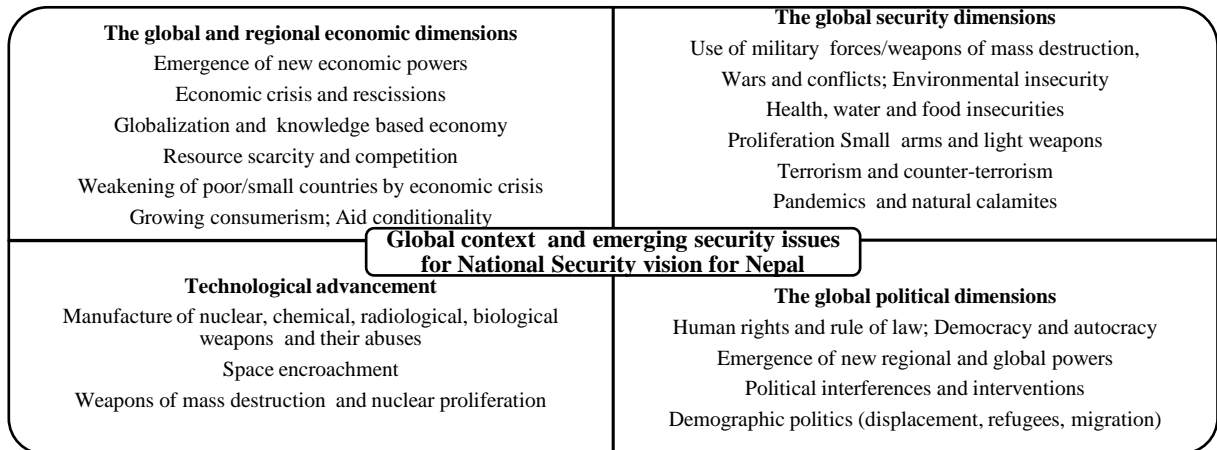 The global and regional economic dimensions
Emergence of new economic powers
Economic crisis and rescissions
Globalization and knowledge based economy
Resource scarcity and competition
Weakening of poor/small countries by economic crisis
Growing consumerism; Aid conditionality
The global security dimensions
Use of military forces/weapons of mass destruction,
Wars and conflicts; Environmental insecurity
Health, water and food insecurities
Proliferation Small arms and light weapons
Terrorism and counter-terrorism
Pandemics and natural calamites
Global context and emerging security issues
for National Security vision for Nepal
Technological advancement
Manufacture of nuclear, chemical, radiological, biological
weapons and their abuses
Space encroachment
Weapons of mass destruction and nuclear proliferation
The global political dimensions
Human rights and rule of law; Democracy and autocracy
Emergence of new regional and global powers
Political interferences and interventions
Demographic politics (displacement, refugees, migration)